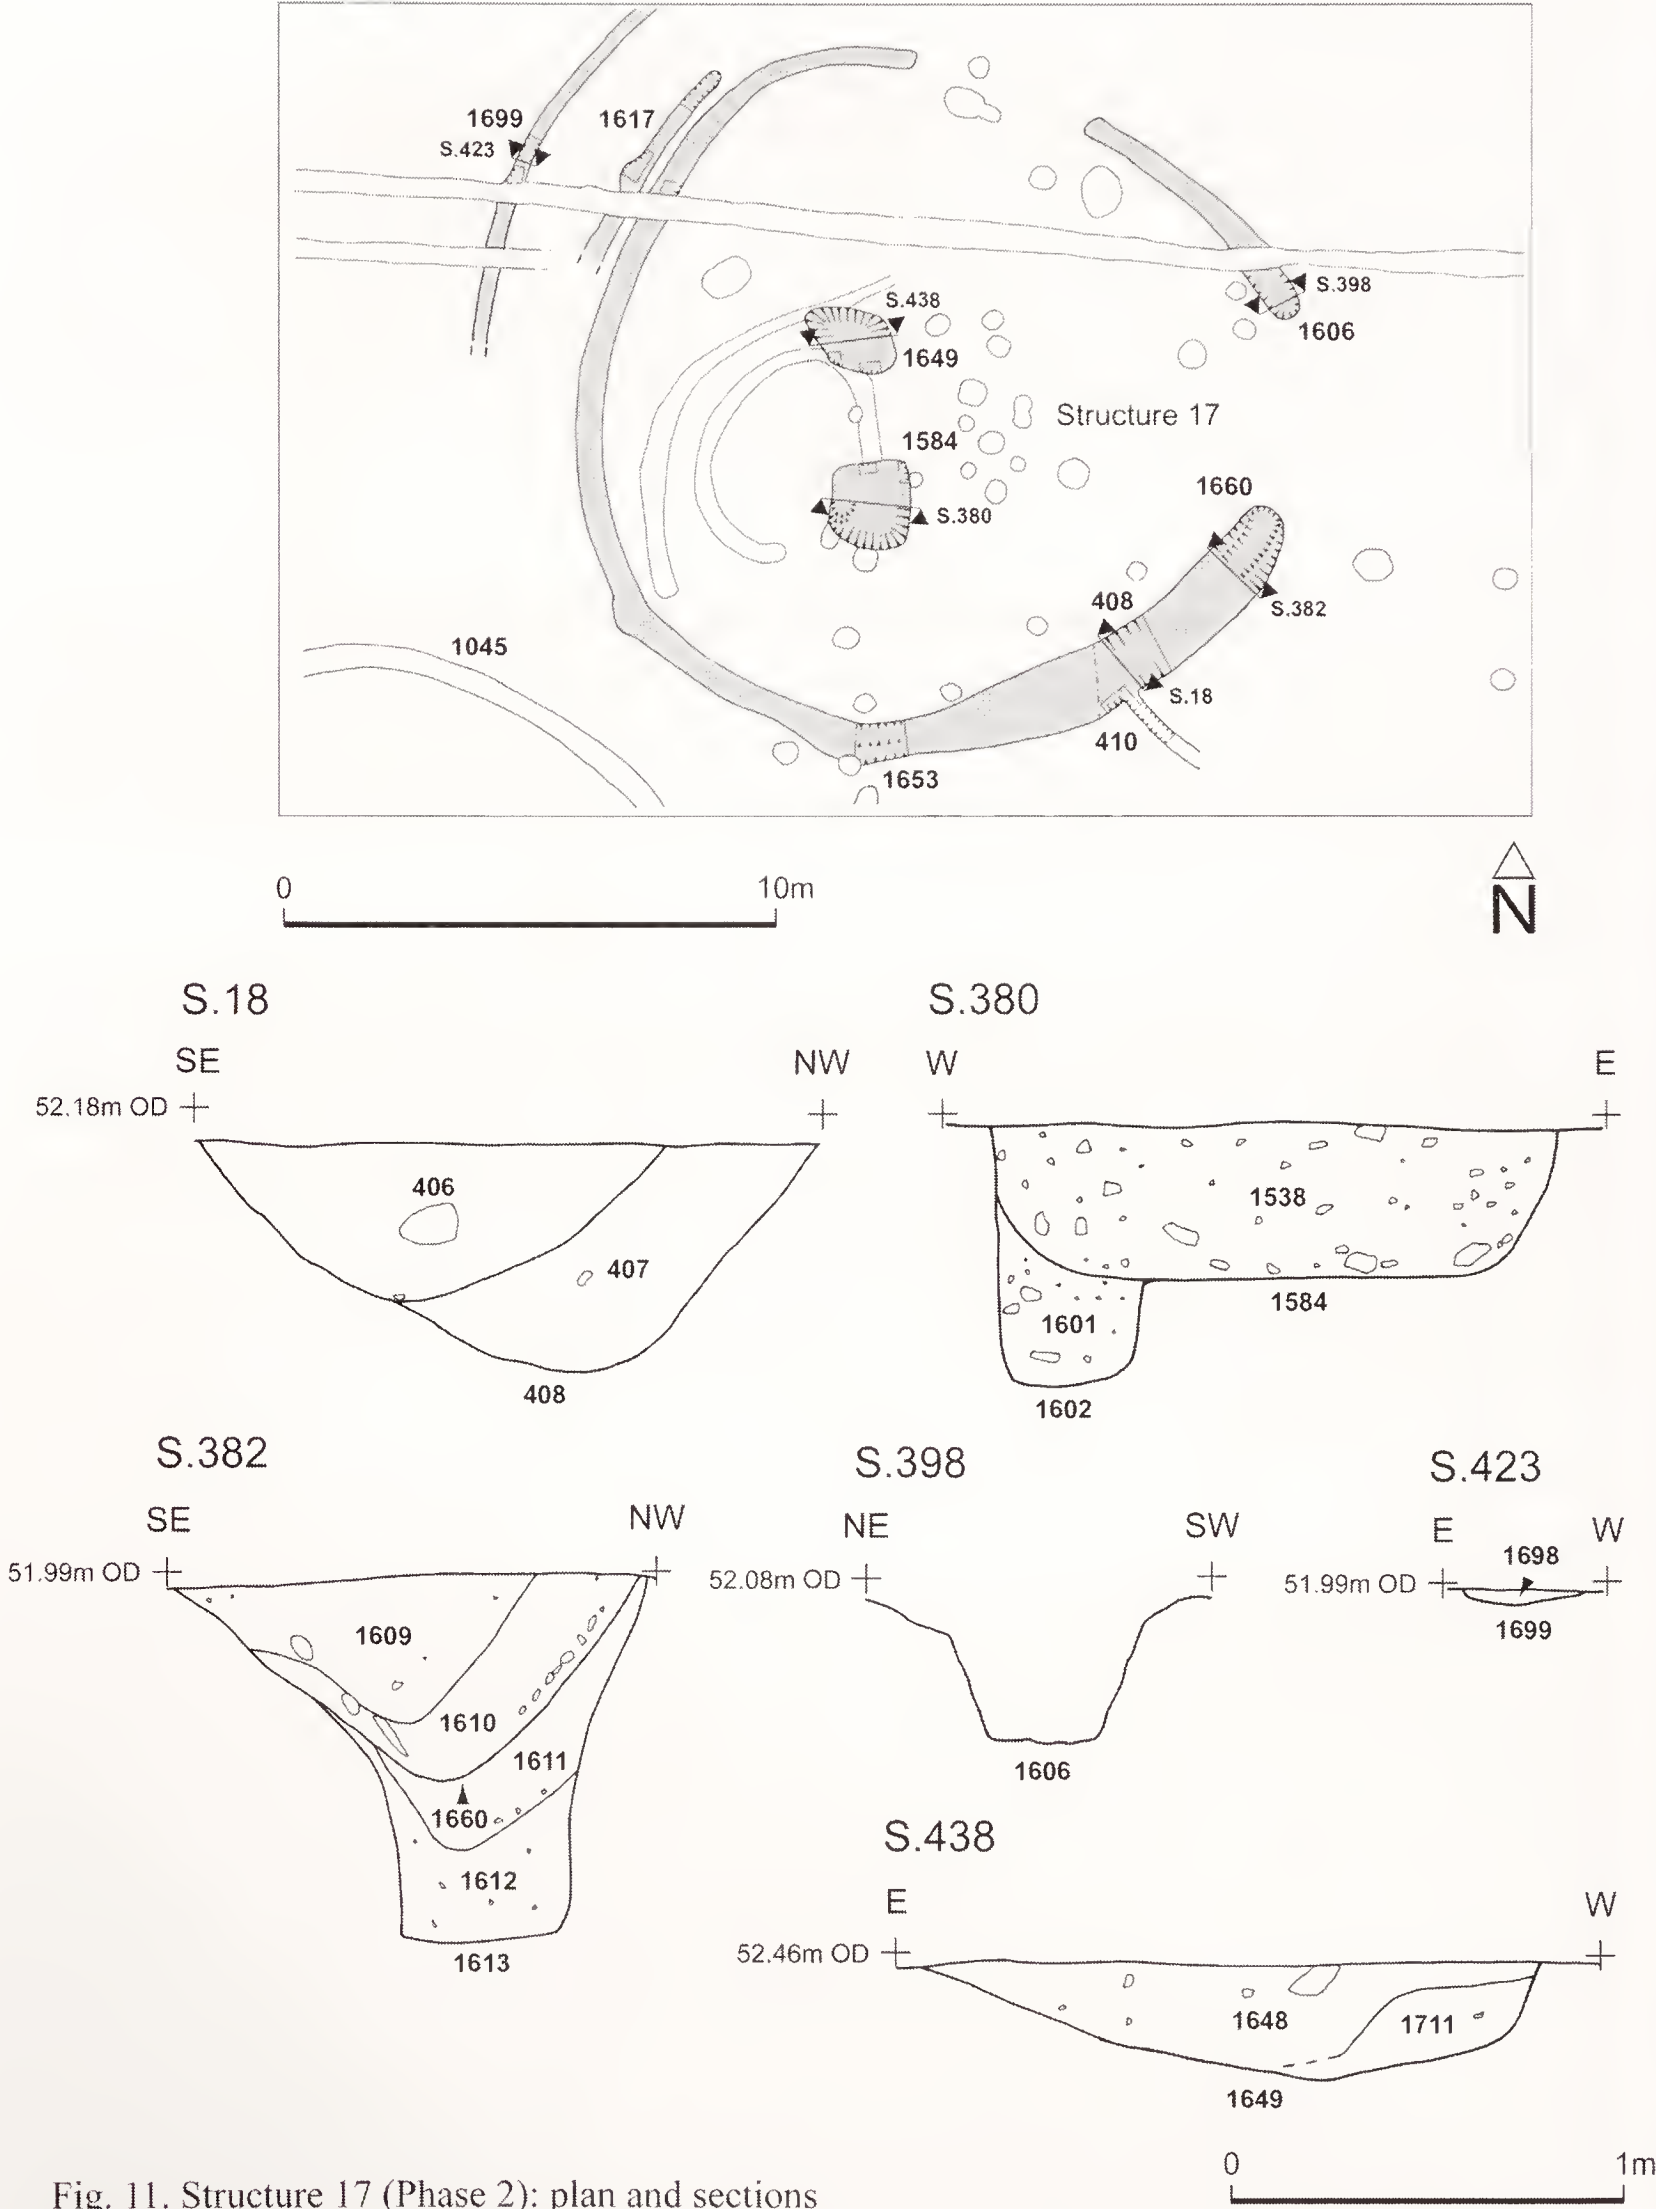 1699
1617
S.423
S.438
S.398
1649
1606
Structure 17
1584
1660
S.380
408
S.382
1045
S.18
410
1653
0 10m
N
S.18
S.380
SE NW
W E
52.18m OD
406
1538
407
1601
1584
408
1602
S.382
S.398
S.423
SE NW
NE SW
E W
1698
51.99m OD
52.08m OD
51.99m OD
1699
1609
1610
1611
1606
1660
S.438
1612
E W
52.46m OD
1613
1648
1711
1649
0 1m
Fig. 11. Structure 17 (Phase 2): plan and sections